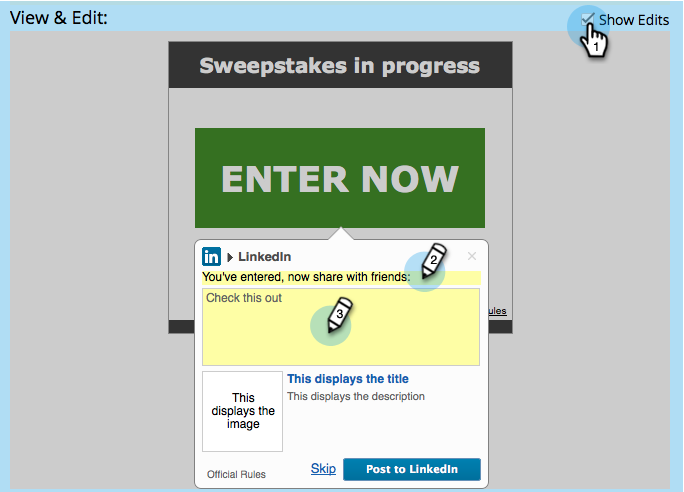 View & Edit:
Show Edits
1
Sweepstakes in progress
ENTER NOW
in LinkedIn
2
You've entered, now share with friends:
Check this out
3
ules
This displays the image
This displays the title
This displays the description
Skip
Post to LinkedIn
Official Rules